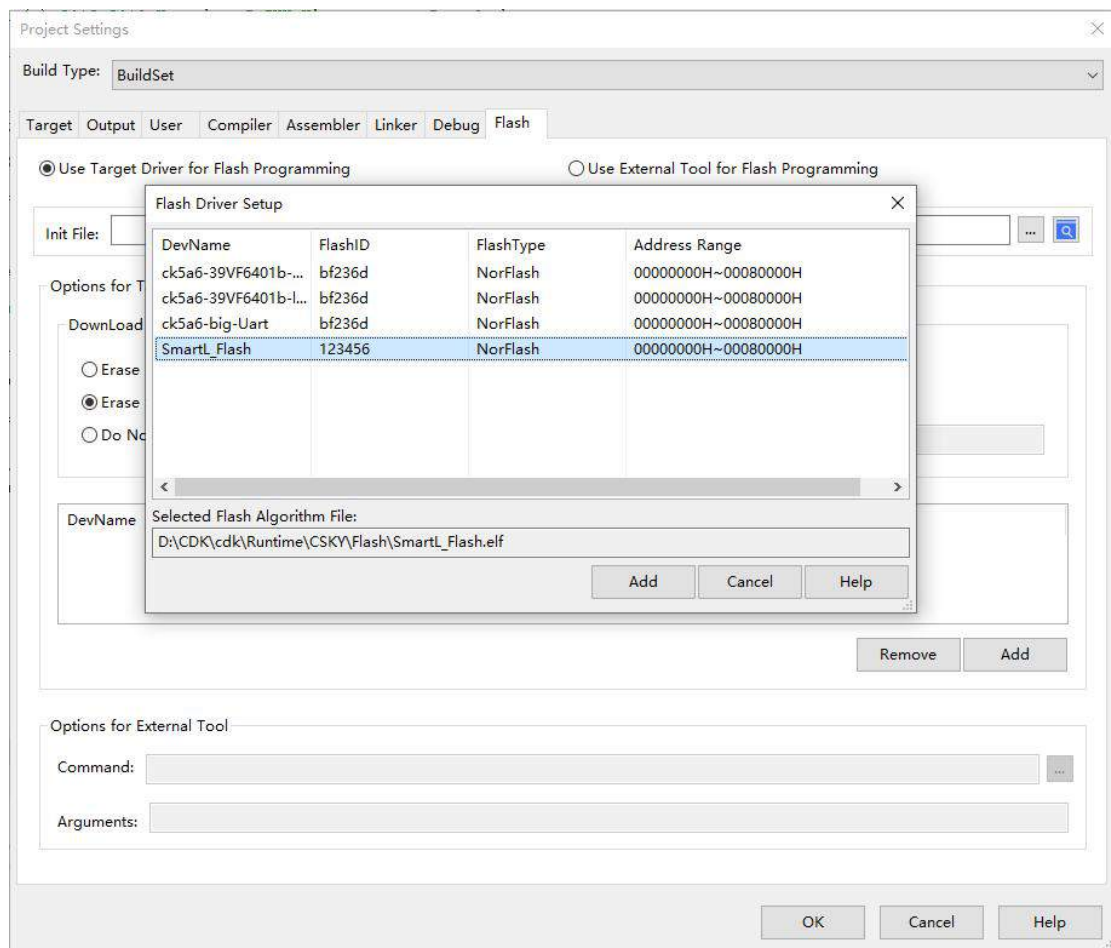 Project Settings
Build Type: BuildSet
Target Output User Compiler Assembler Linker Debug Flash
Use Target Driver for Flash Programming Use External Tool for Flash Programming
Init File: ...
Flash Driver Setup
DevName FlashID FlashType Address Range
ck5a6-39VF6401b-... bf236d NorFlash 00000000H~00080000H
ck5a6-39VF6401b-l... bf236d NorFlash 00000000H~00080000H
ck5a6-big-Uart bf236d NorFlash 00000000H~00080000H
SmartL_Flash 123456 NorFlash 00000000H~00080000H
Selected Flash Algorithm File:
D:\CDK\cdk\Runtime\CSKY\Flash\SmartL_Flash.elf
Add Cancel Help
Options for T
DownLoad
Erase
Erase
Do No
DevName
Remove Add
Options for External Tool
Command: ...
Arguments:
OK Cancel Help